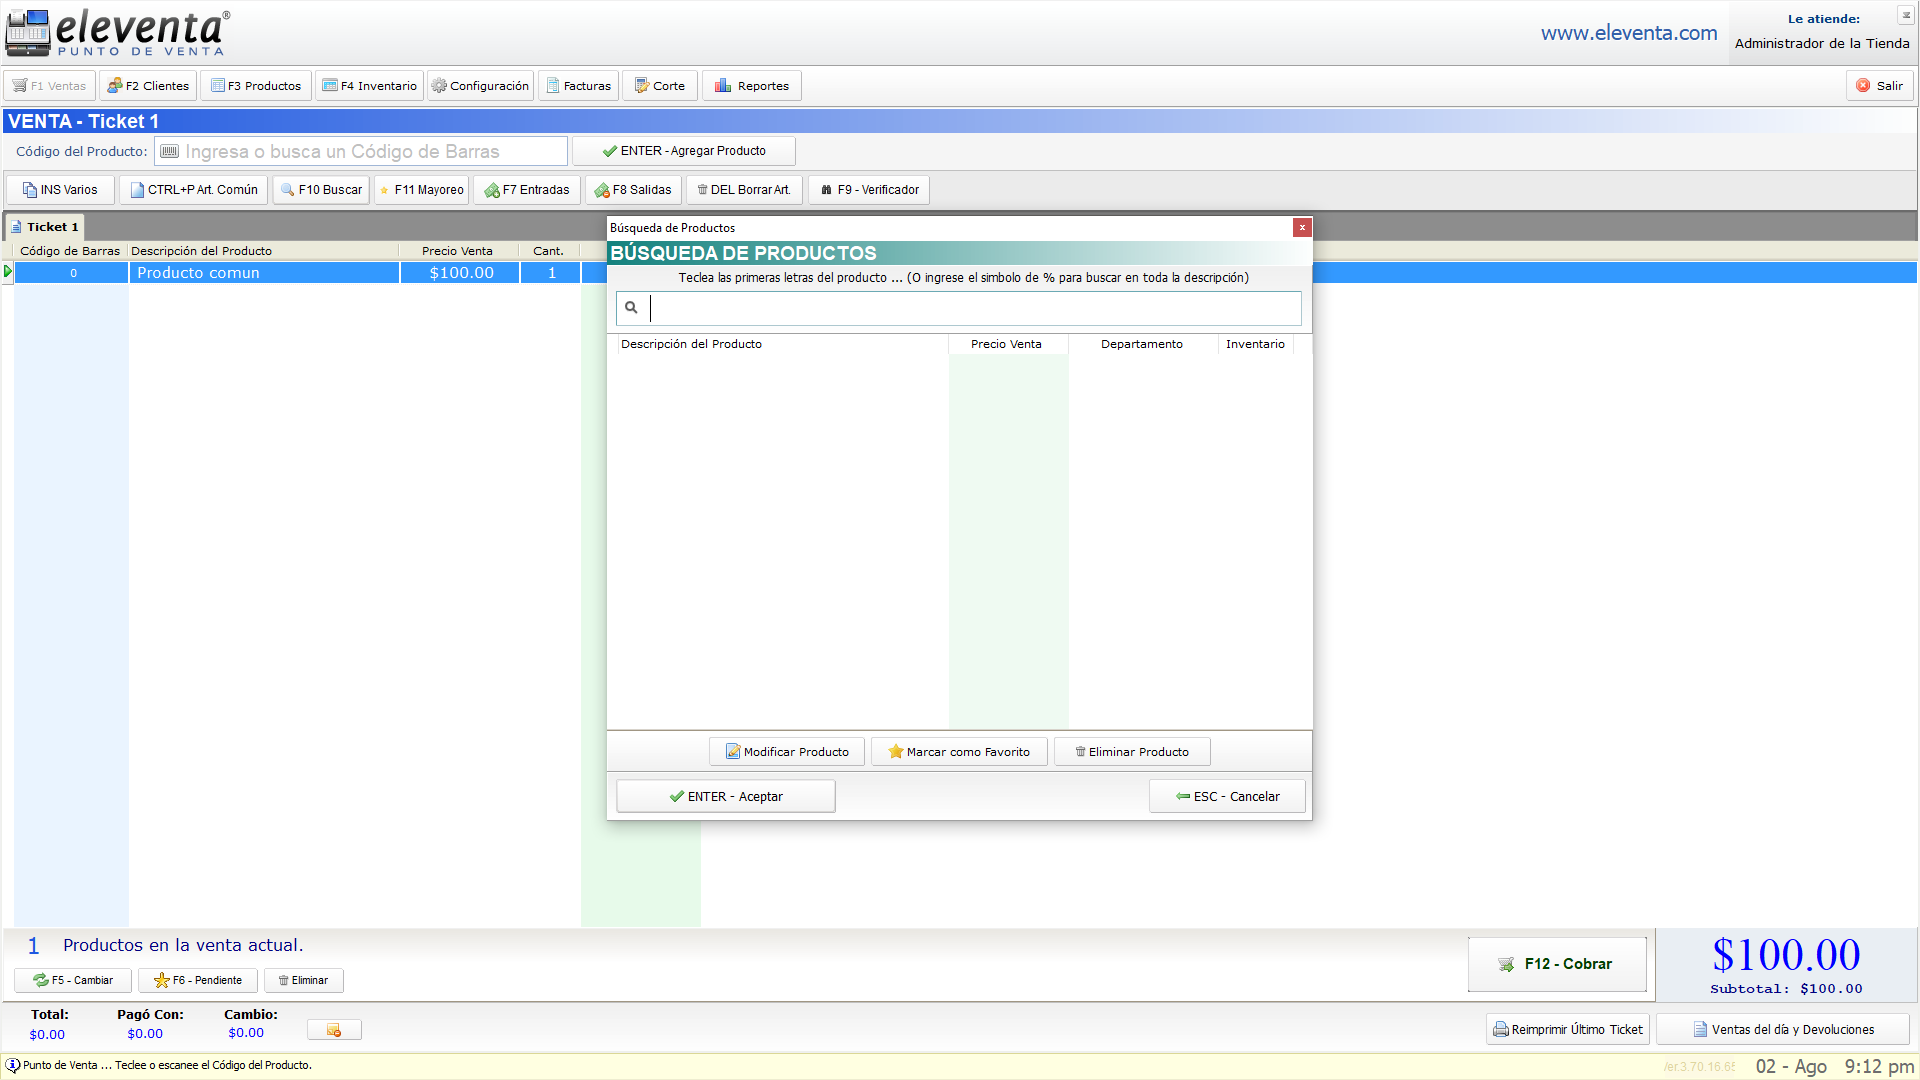 eleventa®
PUNTO DE VENTA
www.eleventa.com
Le atiende:
Administrador de la Tienda
F1 Ventas
F2 Clientes
F3 Productos
F4 Inventario
Configuración
Facturas
Corte
Reportes
Salir
VENTA - Ticket 1
Código del Producto:
Ingresa o busca un Código de Barras
ENTER - Agregar Producto
INS Varios
CTRL+P Art. Común
F10 Buscar
F11 Mayoreo
F7 Entradas
F8 Salidas
DEL Borrar Art.
F9 - Verificador
Ticket 1
Código de Barras
Descripción del Producto
Precio Venta
Cant.
0
Producto comun
$100.00
1
Búsqueda de Productos
BÚSQUEDA DE PRODUCTOS
Teclea las primeras letras del producto ... (O ingrese el simbolo de % para buscar en toda la descripción)
Descripción del Producto
Precio Venta
Departamento
Inventario
Modificar Producto
Marcar como Favorito
Eliminar Producto
ENTER - Aceptar
ESC - Cancelar
1
Productos en la venta actual.
F5 - Cambiar
F6 - Pendiente
Eliminar
F12 - Cobrar
$100.00
Subtotal: $100.00
Total:
$0.00
Pagó Con:
$0.00
Cambio:
$0.00
Reimprimir Último Ticket
Ventas del día y Devoluciones
Punto de Venta ... Teclee o escanee el Código del Producto.
02 - Ago
9:12 pm